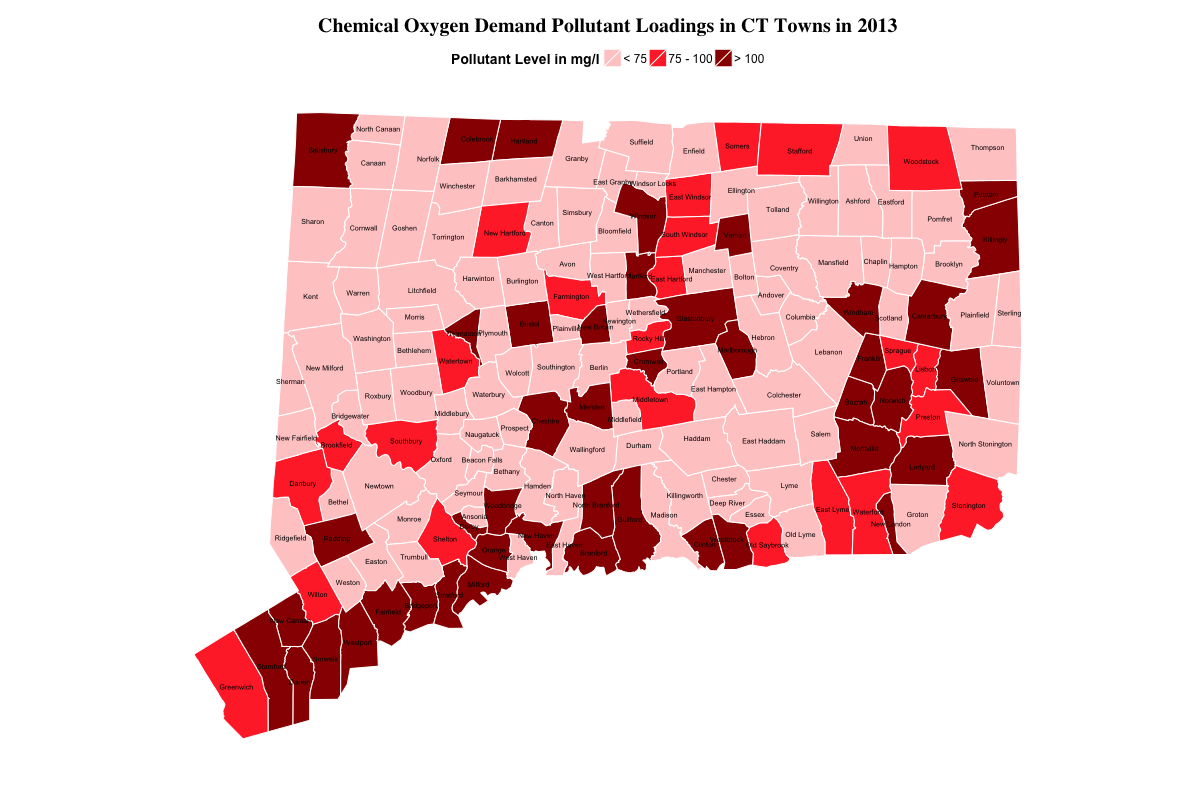 Chemical Oxygen Demand Pollutant Loadings in CT Towns in 2013
Pollutant Level in mg/l < 75 75 - 100 > 100
North Canaan
Colebrook
Hartland
Salisbury
Canaan
Norfolk
Granby
Suffield
Enfield
Somers
Stafford
Union
Woodstock
Thompson
Winchester
Barkhamsted
East Granby
Windsor Locks
East Windsor
Ellington
Tolland
Willington
Ashford
Eastford
Pomfret
Putnam
Sharon
Cornwall
Goshen
Torrington
New Hartford
Canton
Simsbury
Bloomfield
Windsor
South Windsor
Vernon
Killingly
Kent
Warren
Litchfield
Harwinton
Burlington
Avon
West Hartford
East Hartford
Manchester
Bolton
Coventry
Mansfield
Chaplin
Hampton
Brooklyn
Morris
Farmington
Andover
Columbia
Windham
Scotland
Canterbury
Plainfield
Sterling
Washington
Bethlehem
Plymouth
Bristol
Plainville
New Britain
Newington
Wethersfield
Glastonbury
Rocky Hill
Hebron
Marlborough
Lebanon
Franklin
Sprague
Lisbon
Griswold
Voluntown
New Milford
Sherman
Roxbury
Woodbury
Watertown
Wolcott
Southington
Berlin
Cromwell
Portland
East Hampton
Colchester
Bozrah
Norwich
Preston
Bridgewater
Middlebury
Waterbury
Cheshire
Meriden
Middletown
Middlefield
New Fairfield
Brookfield
Southbury
Naugatuck
Prospect
Wallingford
Durham
Haddam
East Haddam
Salem
Montville
Ledyard
North Stonington
Oxford
Beacon Falls
Bethany
Danbury
Bethel
Newtown
Seymour
Hamden
North Haven
North Branford
Guilford
Madison
Killingworth
Chester
Deep River
Essex
Lyme
East Lyme
Waterford
New London
Groton
Stonington
Ridgefield
Redding
Monroe
Shelton
Ansonia
Derby
Woodbridge
Orange
New Haven
West Haven
East Haven
Branford
Clinton
Westbrook
Old Saybrook
Old Lyme
Wilton
Weston
Easton
Trumbull
Milford
Stratford
Bridgeport
Fairfield
Westport
New Canaan
Norwalk
Stamford
Greenwich